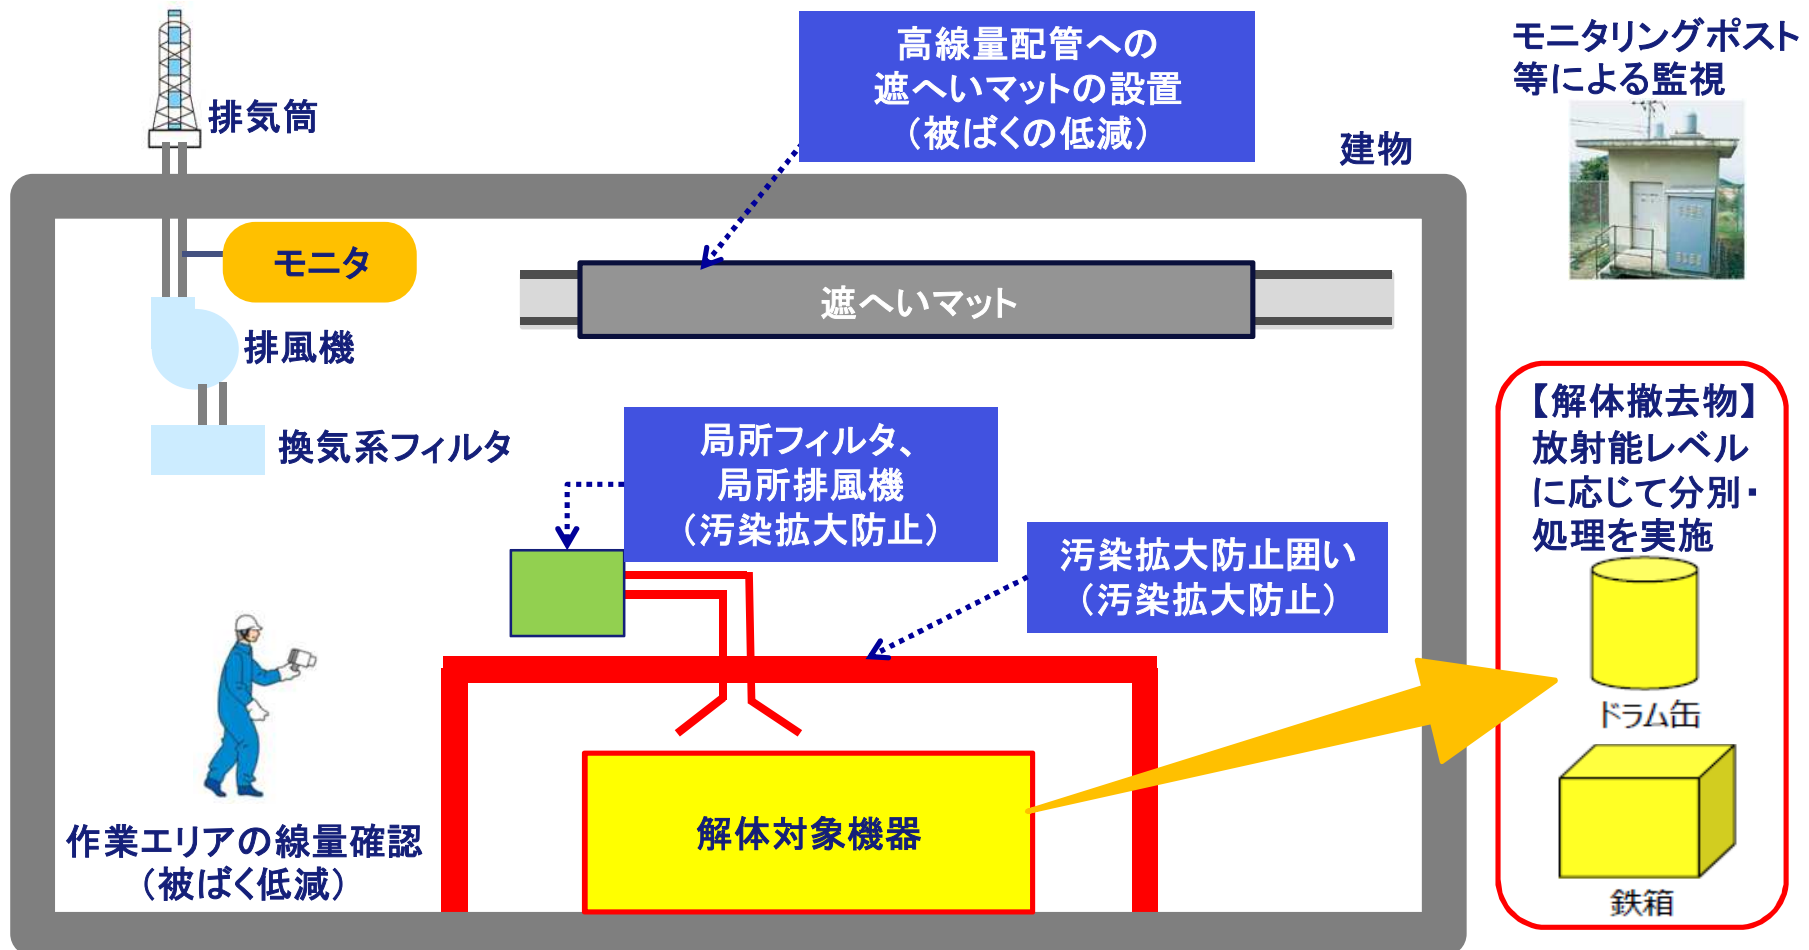 高線量配管への
遮へいマットの設置
（被ばくの低減）
モニタリングポスト
等による監視
排気筒
建物
モニタ
遮へいマット
排風機
換気系フィルタ
局所フィルタ、
局所排風機
（汚染拡大防止）
汚染拡大防止囲い
（汚染拡大防止）
【解体撤去物】
放射能レベル
に応じて分別・
処理を実施
ドラム缶
鉄箱
解体対象機器
作業エリアの線量確認
（被ばく低減）